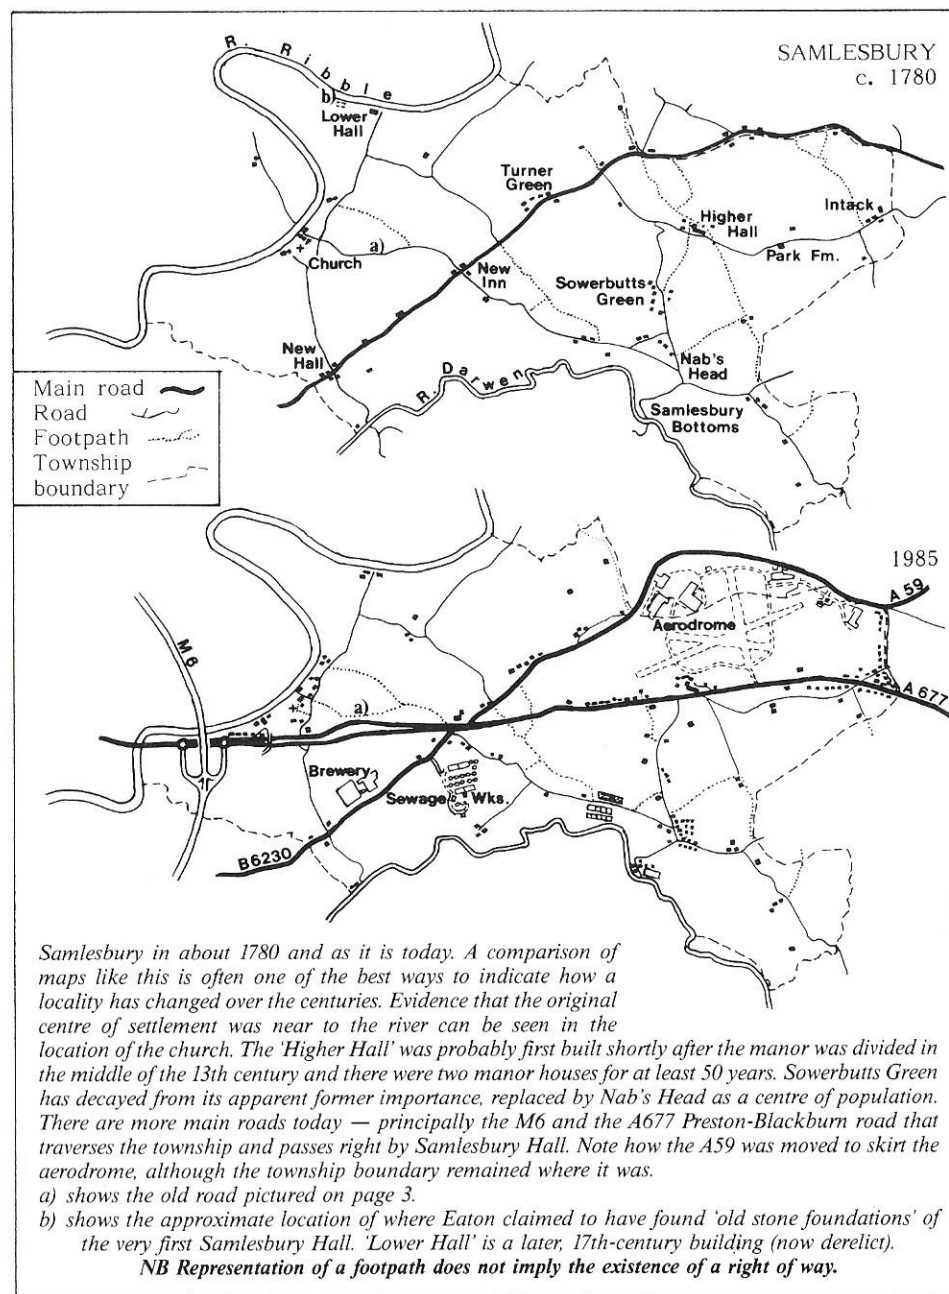 SAMLESBURY
c. 1780
R. Ribble
b)
Lower
Hall
Turner
Green
Higher
Hall
Intack
a)
Church
New
Inn
Park Fm.
Sowerbutts
Green
New
Hall
Nab's
Head
R. Darwen
Samlesbury
Bottoms
Main road
Road
Footpath
Township
boundary
1985
A 59
Aerodrome
M6
a)
A 677
Brewery
Sewage Wks.
B6230
Samlesbury in about 1780 and as it is today. A comparison of
maps like this is often one of the best ways to indicate how a
locality has changed over the centuries. Evidence that the original
centre of settlement was near to the river can be seen in the
location of the church. The 'Higher Hall' was probably first built shortly after the manor was divided in
the middle of the 13th century and there were two manor houses for at least 50 years. Sowerbutts Green
has decayed from its apparent former importance, replaced by Nab's Head as a centre of population.
There are more main roads today — principally the M6 and the A677 Preston-Blackburn road that
traverses the township and passes right by Samlesbury Hall. Note how the A59 was moved to skirt the
aerodrome, although the township boundary remained where it was.
a) shows the old road pictured on page 3.
b) shows the approximate location of where Eaton claimed to have found 'old stone foundations' of
the very first Samlesbury Hall. 'Lower Hall' is a later, 17th-century building (now derelict).
NB Representation of a footpath does not imply the existence of a right of way.